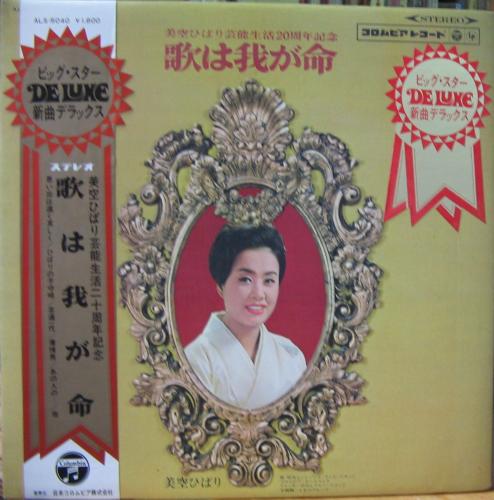 ALS-5040 ¥1,800
ビッグ・スター
DE LUXE
新曲デラックス
ステレオ
歌は我が命
美空ひばり芸能生活二十周年記念
Columbia
発売元 日本コロムビア株式会社
美空ひばり芸能生活20周年記念
歌は我が命
STEREO
コロムビア レコード
LP
ビッグ・スター
DE LUXE
新曲デラックス
美空ひばり